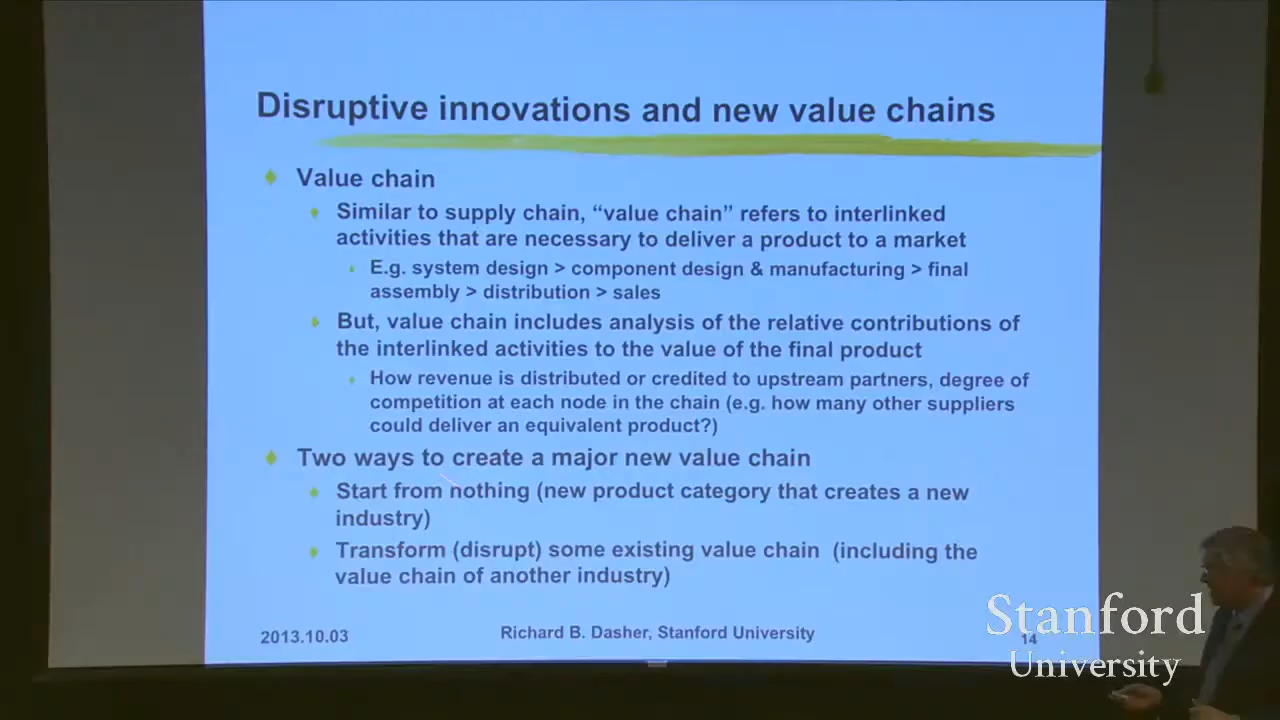 Disruptive innovations and new value chains
Value chain
Similar to supply chain, “value chain” refers to interlinked
activities that are necessary to deliver a product to a market
E.g. system design > component design & manufacturing > final
assembly > distribution > sales
But, value chain includes analysis of the relative contributions of
the interlinked activities to the value of the final product
How revenue is distributed or credited to upstream partners, degree of
competition at each node in the chain (e.g. how many other suppliers
could deliver an equivalent product?)
Two ways to create a major new value chain
Start from nothing (new product category that creates a new
industry)
Transform (disrupt) some existing value chain (including the
value chain of another industry)
2013.10.03
Richard B. Dasher, Stanford University
14
Stanford
University